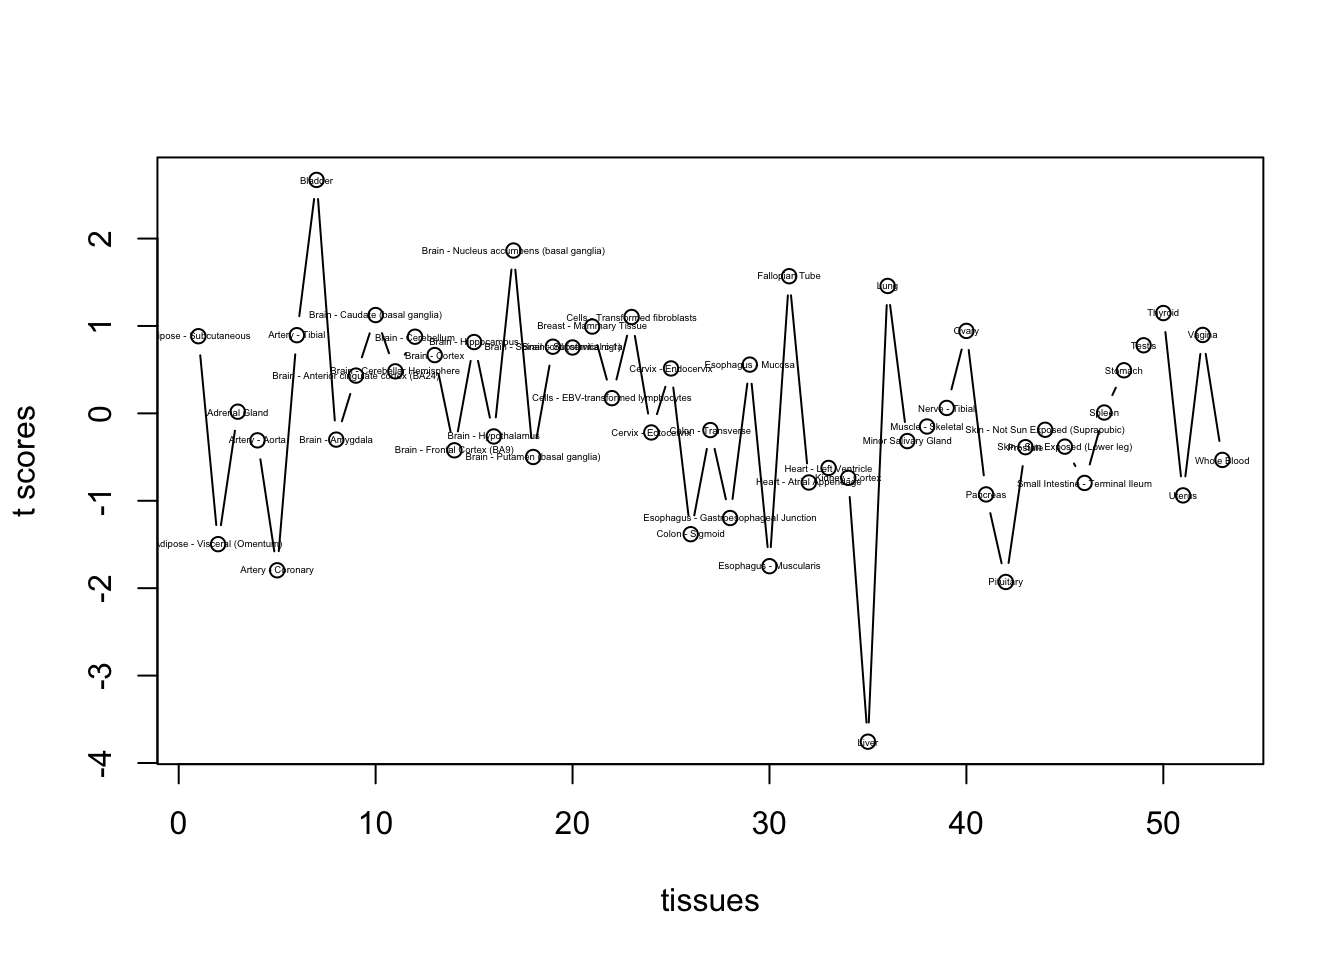 Bladder
Brain - Nucleus accumbens (basal ganglia)
Fallopian Tube
Lung
Brain - Caudate (basal ganglia)
Cells - Transformed fibroblasts
Thyroid
Breast - Mammary Tissue
ipose - Subcutaneous
Artery - Tibial
Brain - Cerebellum
Brain - Hippocampus
Ovary
Vagina
Testis
Brain - Cortex
Brain - Cerebellar Hemisphere
Brain - Anterior cingulate cortex (BA24)
Cervix - Endocervix
Esophagus - Mucosa
Stomach
Cells - EBV-transformed lymphocytes
Adrenal Gland
Nerve - Tibial
Spleen
Artery - Aorta
Brain - Amygdala
Brain - Hypothalamus
Cervix - Ectocervix
Colon - Transverse
Muscle - Skeletal
Skin - Not Sun Exposed (Suprapubic)
Minor Salivary Gland
Brain - Frontal Cortex (BA9)
Brain - Putamen (basal ganglia)
Skin - Sun Exposed (Lower leg)
Whole Blood
Heart - Left Ventricle
Heart - Atrial Appendage
Kidney - Cortex
Small Intestine - Terminal Ileum
Pancreas
Uterus
Esophagus - Gastroesophageal Junction
Colon - Sigmoid
Adipose - Visceral (Omentum)
Artery - Coronary
Esophagus - Muscularis
Pituitary
Liver
2
1
0
-1
-2
-3
-4
t scores
0 10 20 30 40 50
tissues